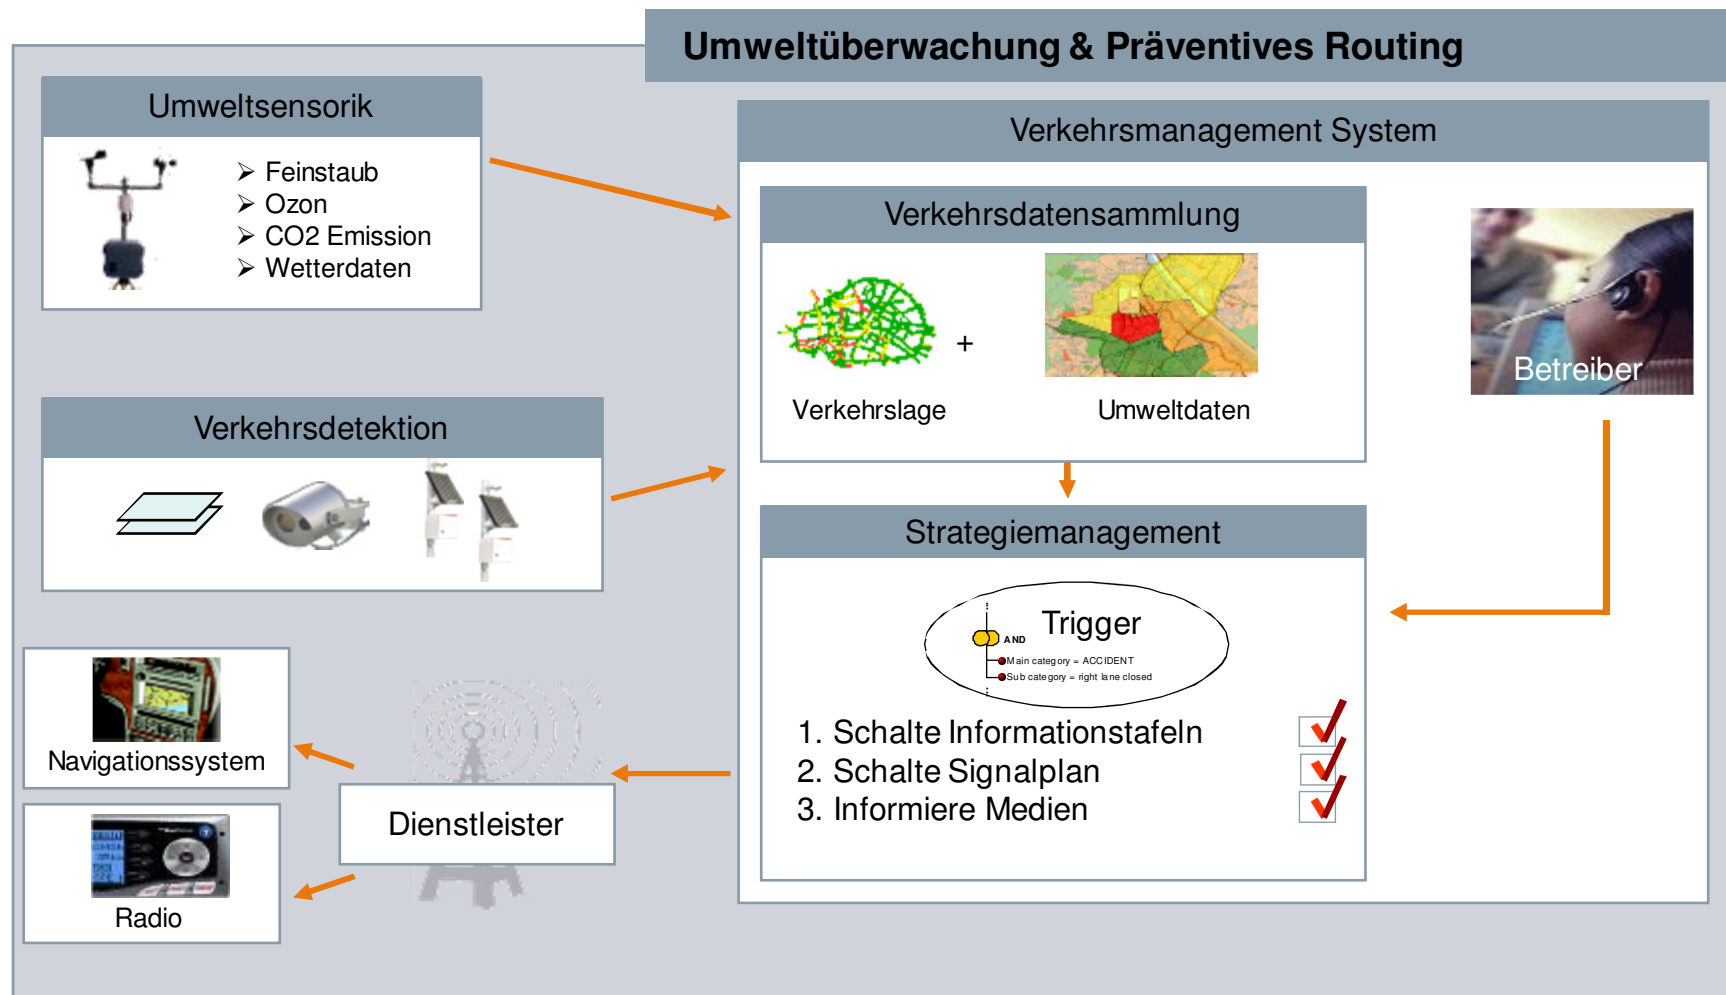 Umweltüberwachung & Präventives Routing
Umweltsensorik
➢ Feinstaub
➢ Ozon
➢ CO2 Emission
➢ Wetterdaten
Verkehrsmanagement System
Verkehrsdatensammlung
+
Verkehrslage
Umweltdaten
Betreiber
Verkehrsdetektion
Strategiemanagement
Trigger
AND
Main category = ACCIDENT
Sub category = right lane closed
1. Schalte Informationstafeln
2. Schalte Signalplan
3. Informiere Medien
Navigationssystem
Dienstleister
Radio